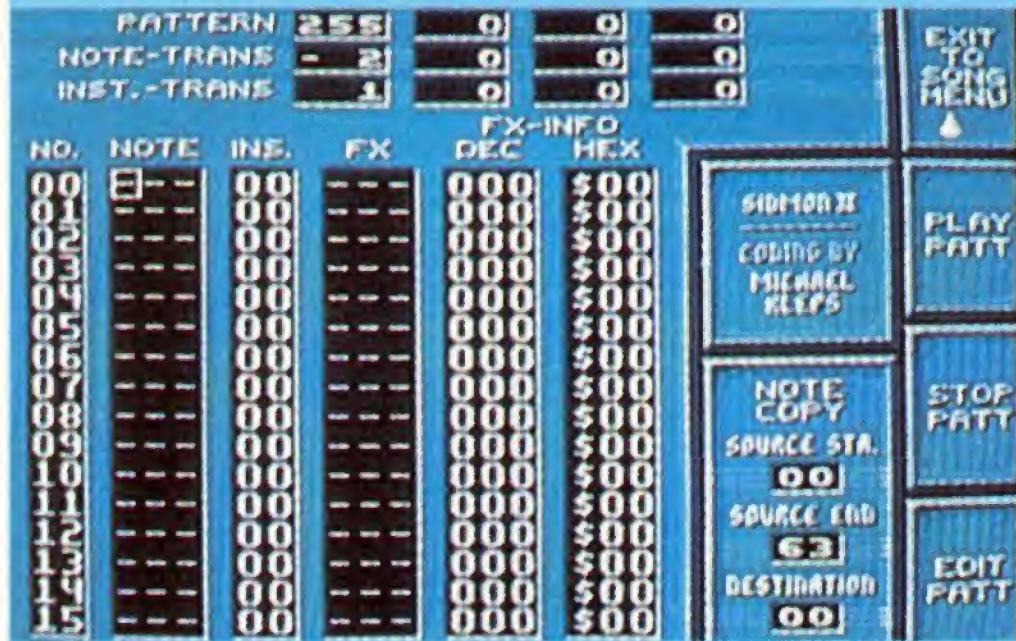 PATTERN 255 0 0 0
NOTE-TRANS - 2 0 0 0
INST.-TRANS 1 0 0 0
FX-INFO
NO. NOTE INS. FX DEC HEX
00 --- 00 --- 000 $00
01 --- 00 --- 000 $00
02 --- 00 --- 000 $00
03 --- 00 --- 000 $00
04 --- 00 --- 000 $00
05 --- 00 --- 000 $00
06 --- 00 --- 000 $00
07 --- 00 --- 000 $00
08 --- 00 --- 000 $00
09 --- 00 --- 000 $00
10 --- 00 --- 000 $00
11 --- 00 --- 000 $00
12 --- 00 --- 000 $00
13 --- 00 --- 000 $00
14 --- 00 --- 000 $00
15 --- 00 --- 000 $00
SIDMON II
CODING BY
MICHAEL
KLEPS
NOTE
COPY
SOURCE STA.
00
SOURCE END
63
DESTINATION
00
EXIT
TO
SONG
MENU
PLAY
PATT
STOP
PATT
EDIT
PATT